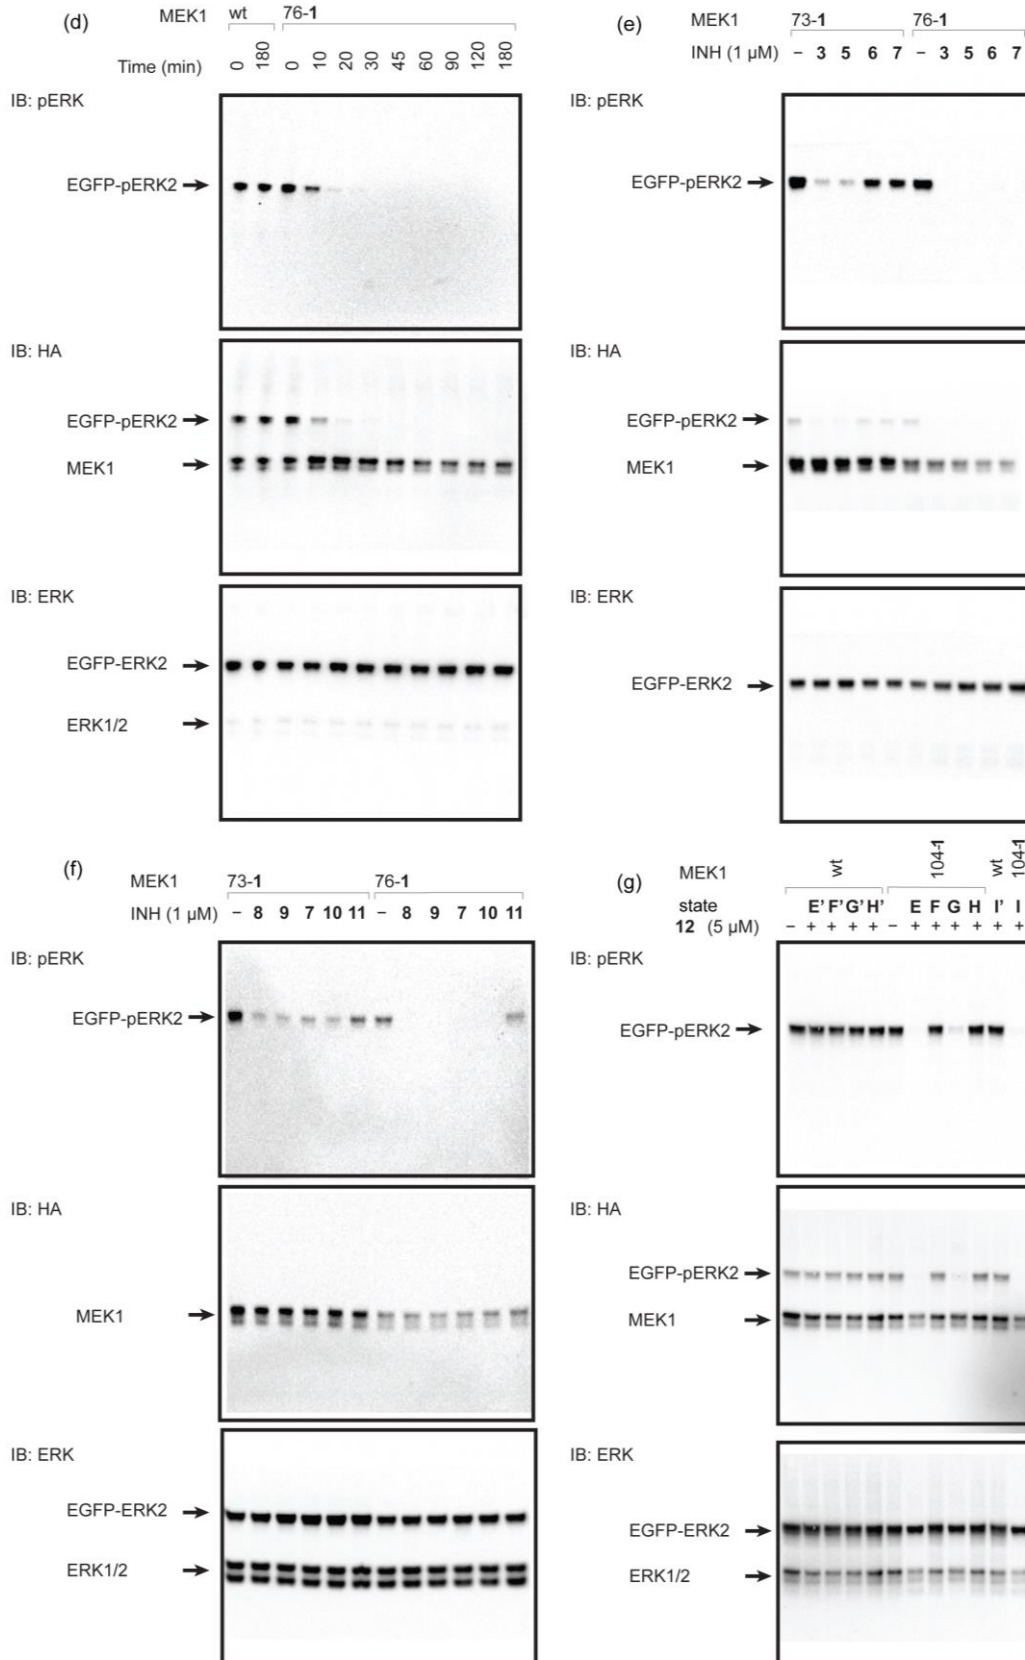 (d)
MEK1 wt 76-1
Time (min) 0 180 0 10 20 30 45 60 90 120 180
IB: pERK
EGFP-pERK2
IB: HA
EGFP-pERK2
MEK1
IB: ERK
EGFP-ERK2
ERK1/2
(e)
MEK1 73-1 76-1
INH (1 µM) – 3 5 6 7 – 3 5 6 7
IB: pERK
EGFP-pERK2
IB: HA
EGFP-pERK2
MEK1
IB: ERK
EGFP-ERK2
(f)
MEK1 73-1 76-1
INH (1 µM) – 8 9 7 10 11 – 8 9 7 10 11
IB: pERK
EGFP-pERK2
IB: HA
MEK1
IB: ERK
EGFP-ERK2
ERK1/2
(g)
MEK1 wt 104-1 wt 104-1
state E' F' G' H' E F G H I' I
12 (5 µM) – + + + + – + + + + + +
IB: pERK
EGFP-pERK2
IB: HA
EGFP-pERK2
MEK1
IB: ERK
EGFP-ERK2
ERK1/2